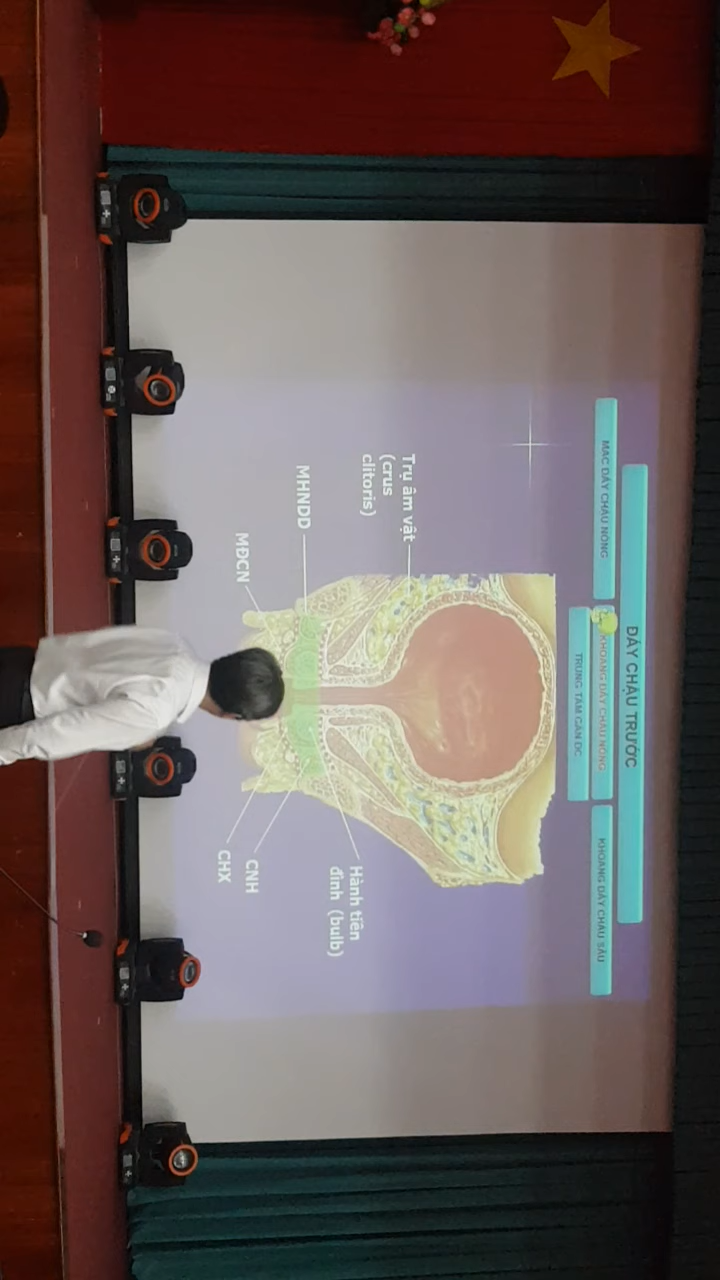 ĐÁY CHẬU TRƯỚC
MẠC ĐÁY CHẬU NÔNG
KHOANG ĐÁY CHẬU NÔNG
KHOANG ĐÁY CHẬU SÂU
TRUNG TÂM GÂN ĐC
Trụ âm vật
(crus
clitoris)
MHNDD
MĐCN
Hành tiền
đình (bulb)
CNH
CHX